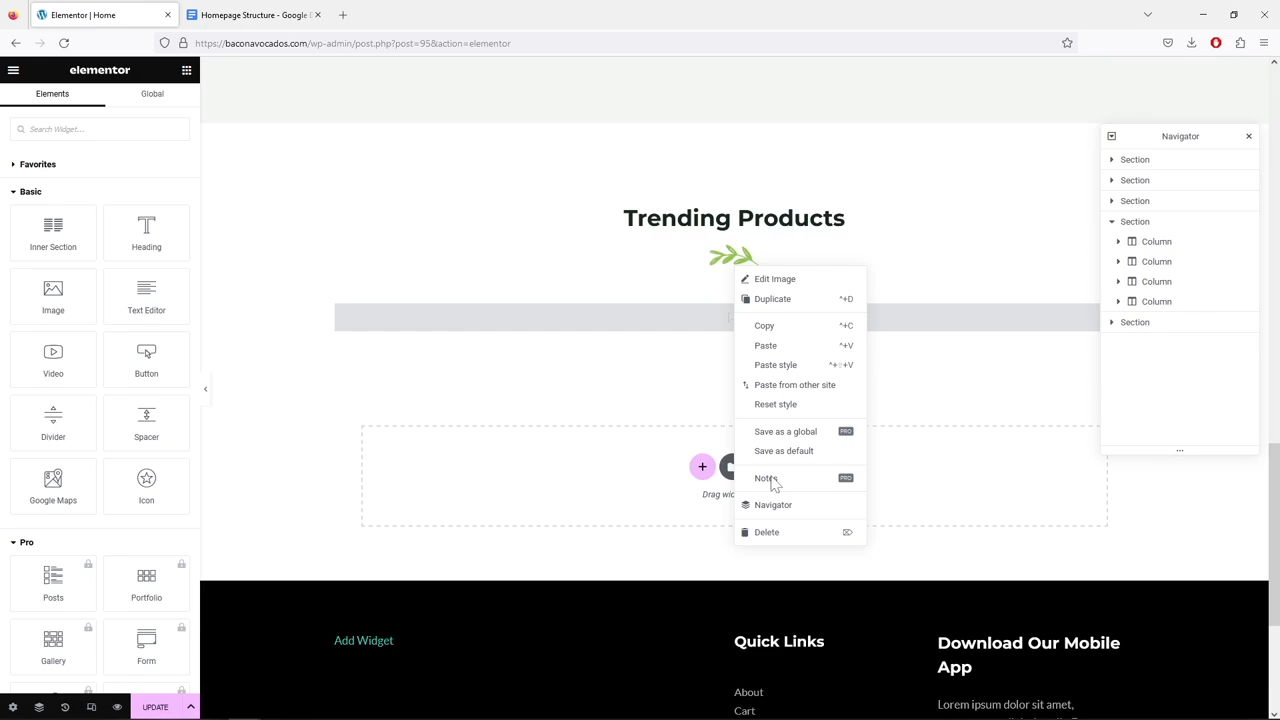 Elementor | Home
Homepage Structure - Google
https://baconavocados.com/wp-admin/post.php?post=95&action=elementor
elementor
Elements
Global
Search Widget...
Favorites
Basic
Inner Section
Heading
Image
Text Editor
Video
Button
Divider
Spacer
Google Maps
Icon
Pro
Posts
Portfolio
Gallery
Form
UPDATE
Trending Products
Edit Image
Duplicate ^+D
Copy ^+C
Paste ^+V
Paste style ^+⇧+V
Paste from other site
Reset style
Save as a global PRO
Save as default
Notes PRO
Navigator
Delete
Drag wid
Navigator
Section
Section
Section
Section
Column
Column
Column
Column
Section
Add Widget
Quick Links
About
Cart
Download Our Mobile
App
Lorem ipsum dolor sit amet,